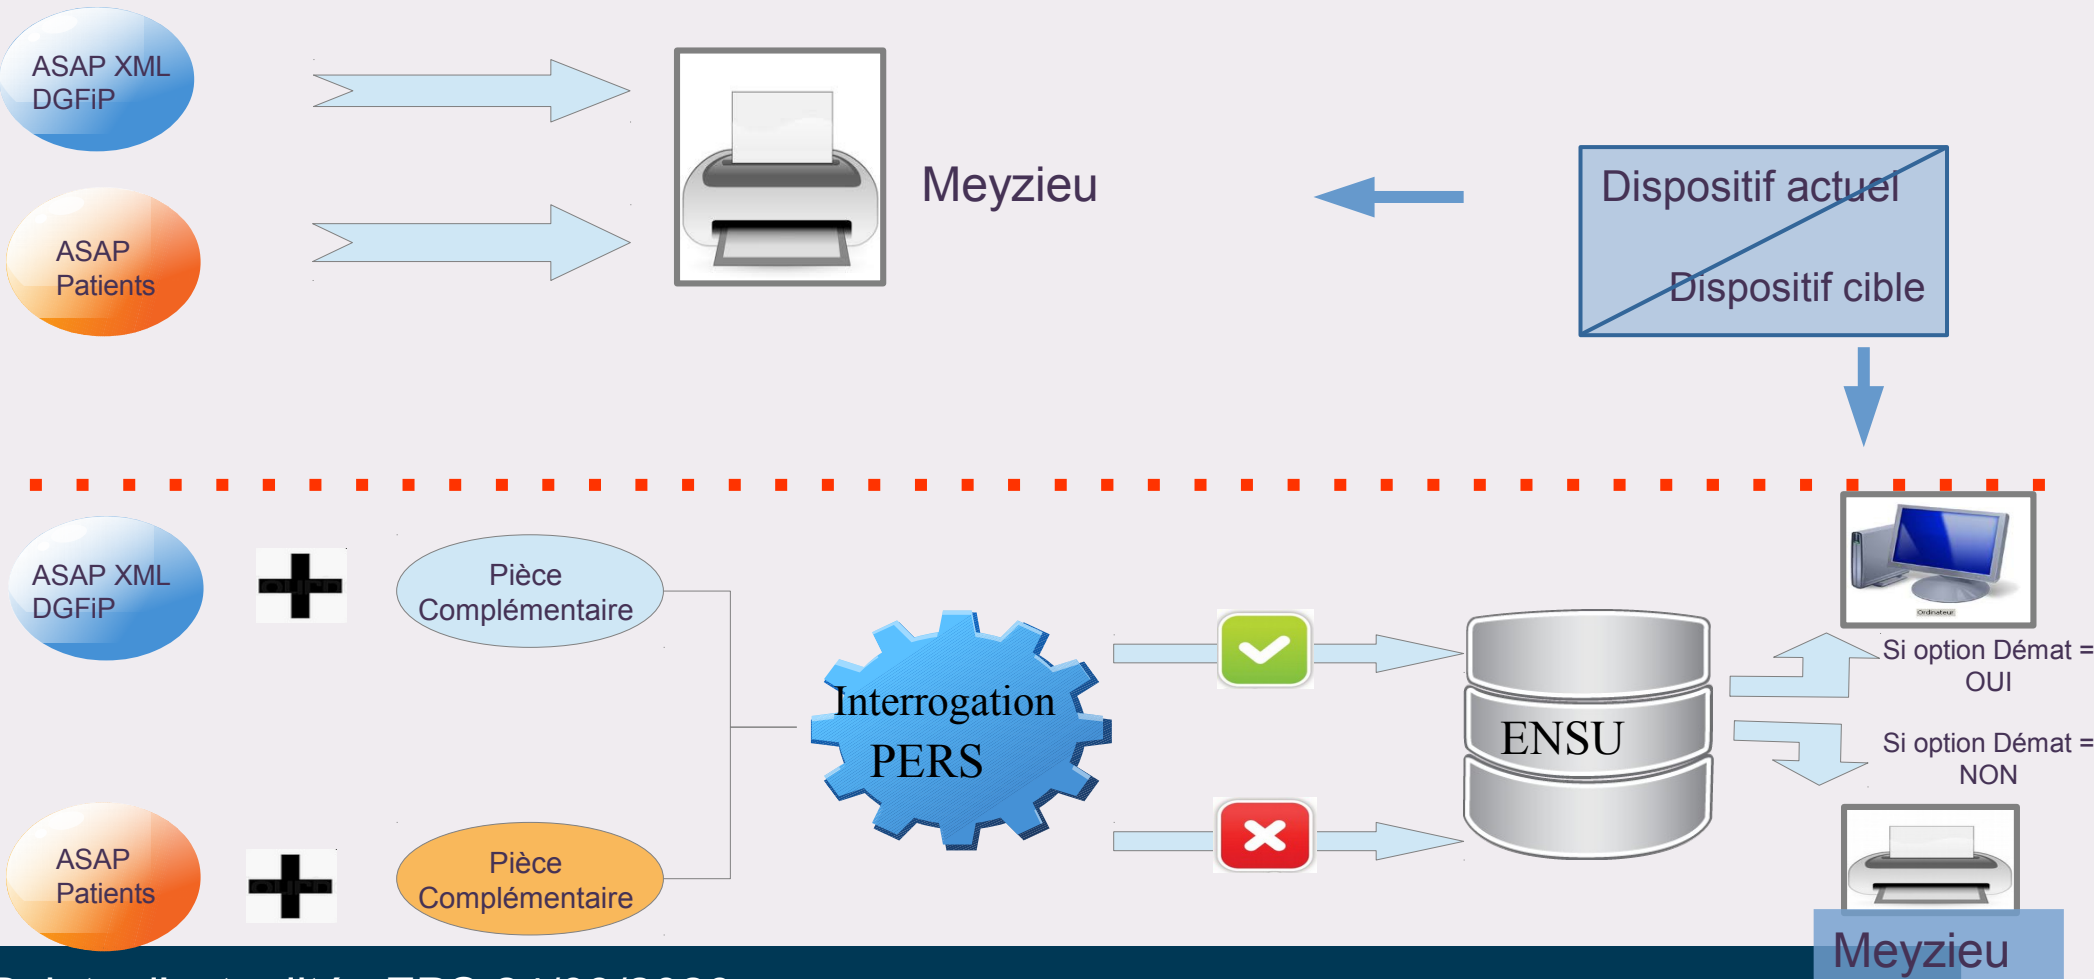 ASAP XML
DGFiP
ASAP
Patients
Meyzieu
Dispositif actuel
Dispositif cible
ASAP XML
DGFiP
Pièce
Complémentaire
Interrogation
PERS
ENSU
Ordinateur
Si option Démat =
OUI
Si option Démat =
NON
ASAP
Patients
Pièce
Complémentaire
Meyzieu